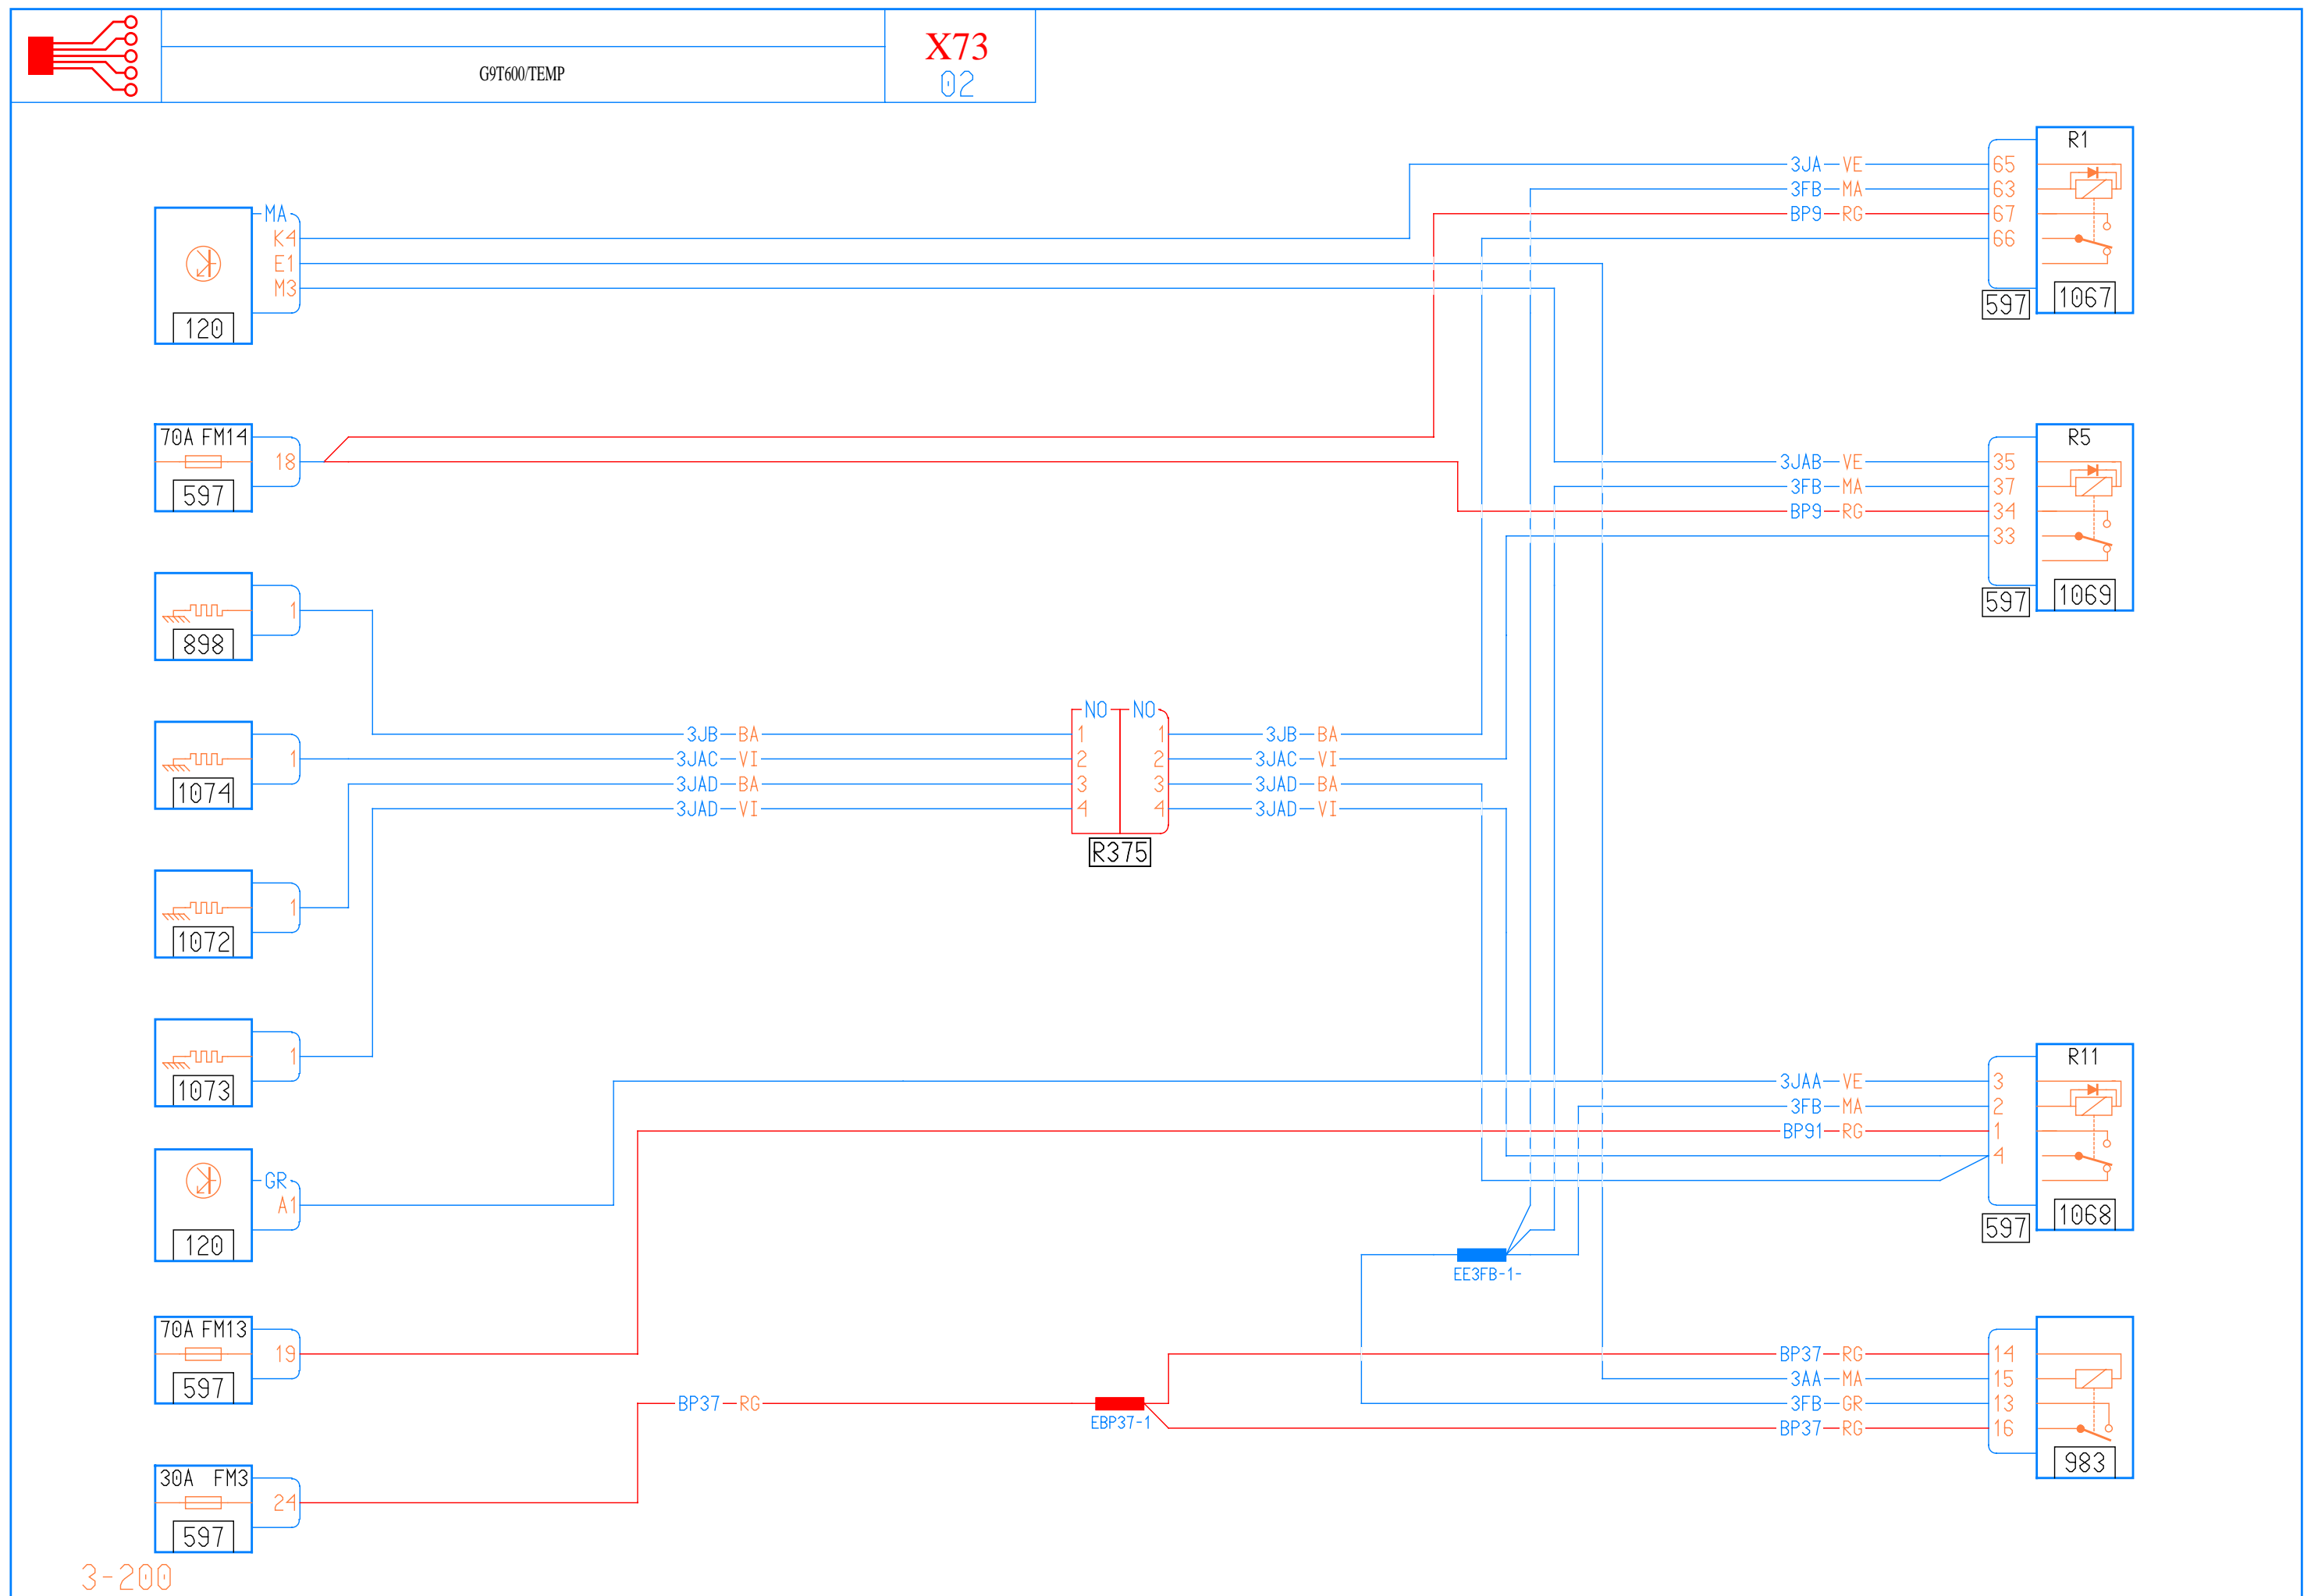 G9T600/TEMP
X73
02
MA
K4
E1
M3
120
70A FM14
18
597
1
898
1
1074
1
1072
1
1073
GR
A1
120
70A FM13
19
597
30A FM3
24
597
3-200
3JB BA
3JAC VI
3JAD BA
3JAD VI
NO NO
1 1
2 2
3 3
4 4
R375
3JB BA
3JAC VI
3JAD BA
3JAD VI
BP37 RG
EBP37-1
EE3FB-1-
R1
3JA VE 65
3FB MA 63
BP9 RG 67
66
597
1067
R5
3JAB VE 35
3FB MA 37
BP9 RG 34
33
597
1069
R11
3JAA VE 3
3FB MA 2
BP91 RG 1
4
597
1068
BP37 RG 14
3AA MA 15
3FB GR 13
BP37 RG 16
983